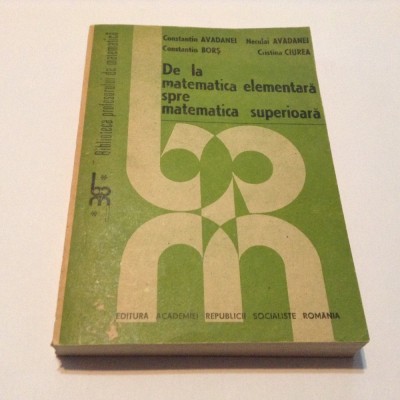 Constantin AVADANEI Neculai AVADANEI
Constantin BORȘ Cristina CIUREA
De la
matematica elementară
spre
matematica superioară
Biblioteca profesorului de matematică
bpm
EDITURA ACADEMIEI REPUBLICII SOCIALISTE ROMÂNIA